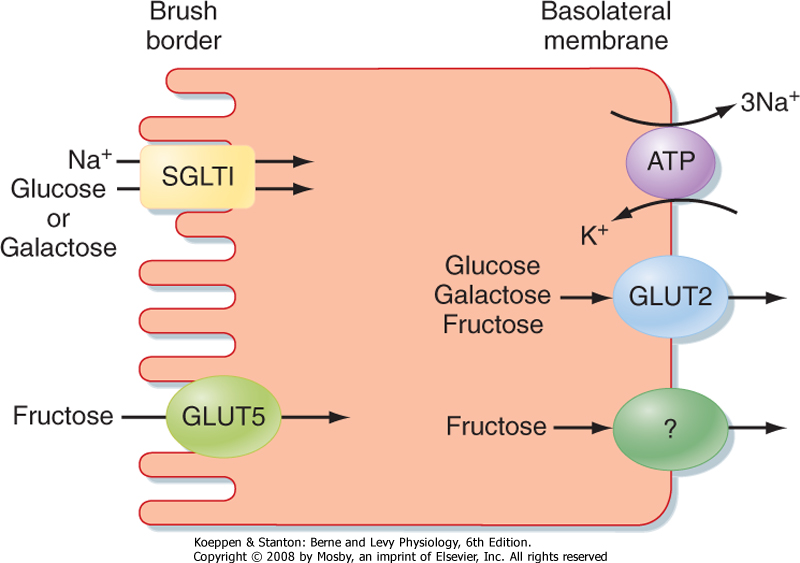 Brush
border
Basolateral
membrane
3Na+
ATP
K+
Na+
Glucose
or
Galactose
SGLTI
Glucose
Galactose
Fructose
GLUT2
Fructose
GLUT5
Fructose
?
Koeppen & Stanton: Berne and Levy Physiology, 6th Edition.
Copyright © 2008 by Mosby, an imprint of Elsevier, Inc. All rights reserved